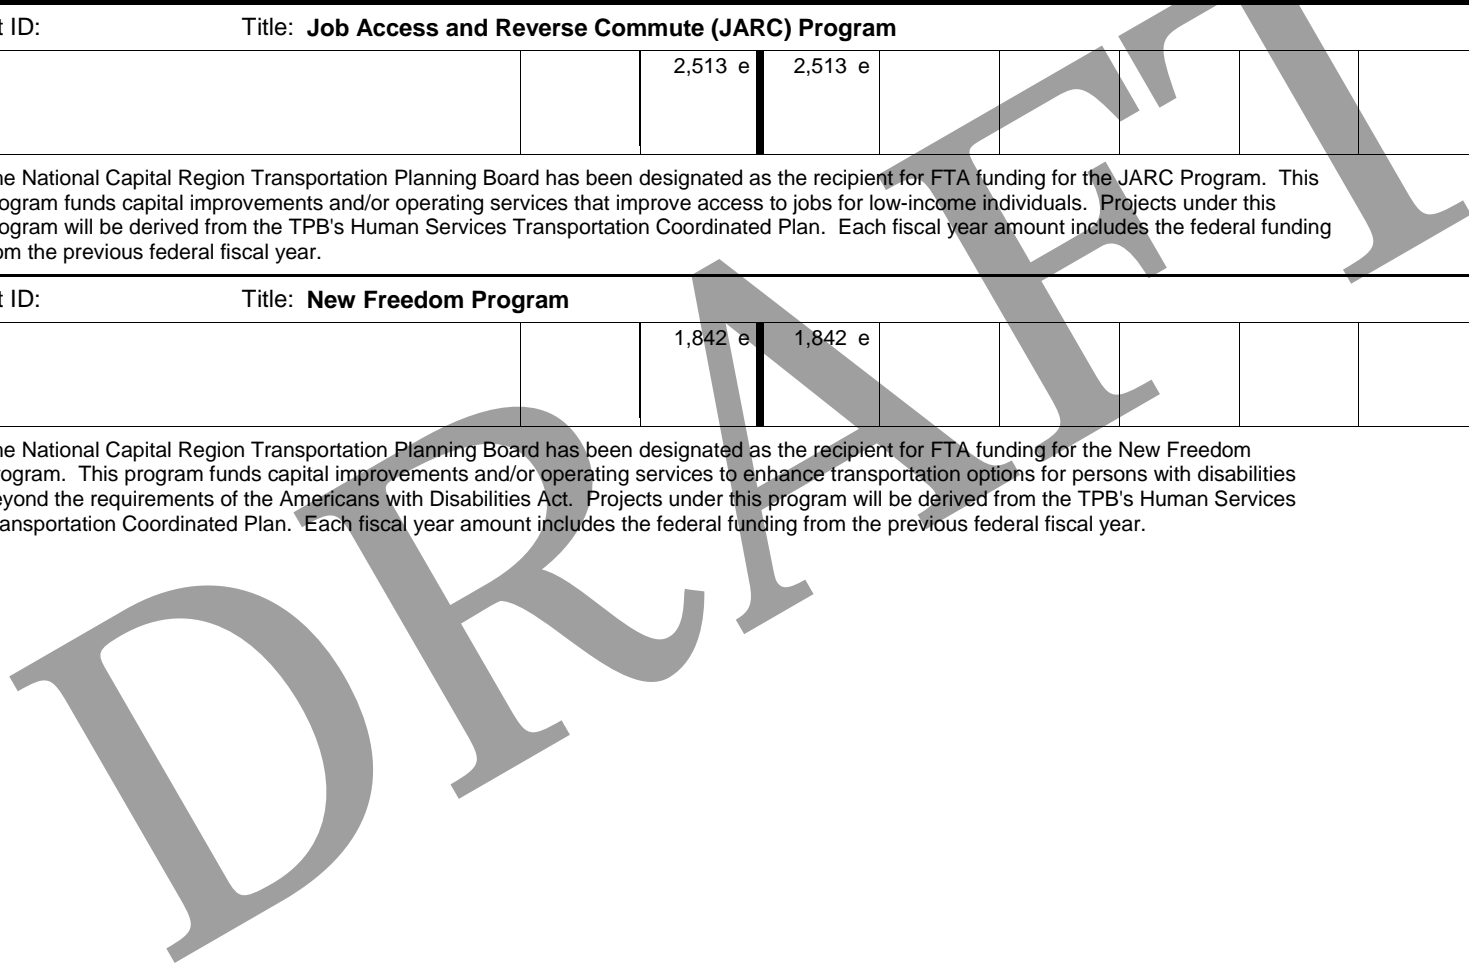 t ID: Title: Job Access and Reverse Commute (JARC) Program
2,513 e 2,513 e
he National Capital Region Transportation Planning Board has been designated as the recipient for FTA funding for the JARC Program. This
rogram funds capital improvements and/or operating services that improve access to jobs for low-income individuals. Projects under this
rogram will be derived from the TPB's Human Services Transportation Coordinated Plan. Each fiscal year amount includes the federal funding
om the previous federal fiscal year.
t ID: Title: New Freedom Program
1,842 e 1,842 e
he National Capital Region Transportation Planning Board has been designated as the recipient for FTA funding for the New Freedom
rogram. This program funds capital improvements and/or operating services to enhance transportation options for persons with disabilities
eyond the requirements of the Americans with Disabilities Act. Projects under this program will be derived from the TPB's Human Services
ansportation Coordinated Plan. Each fiscal year amount includes the federal funding from the previous federal fiscal year.
DRAFT